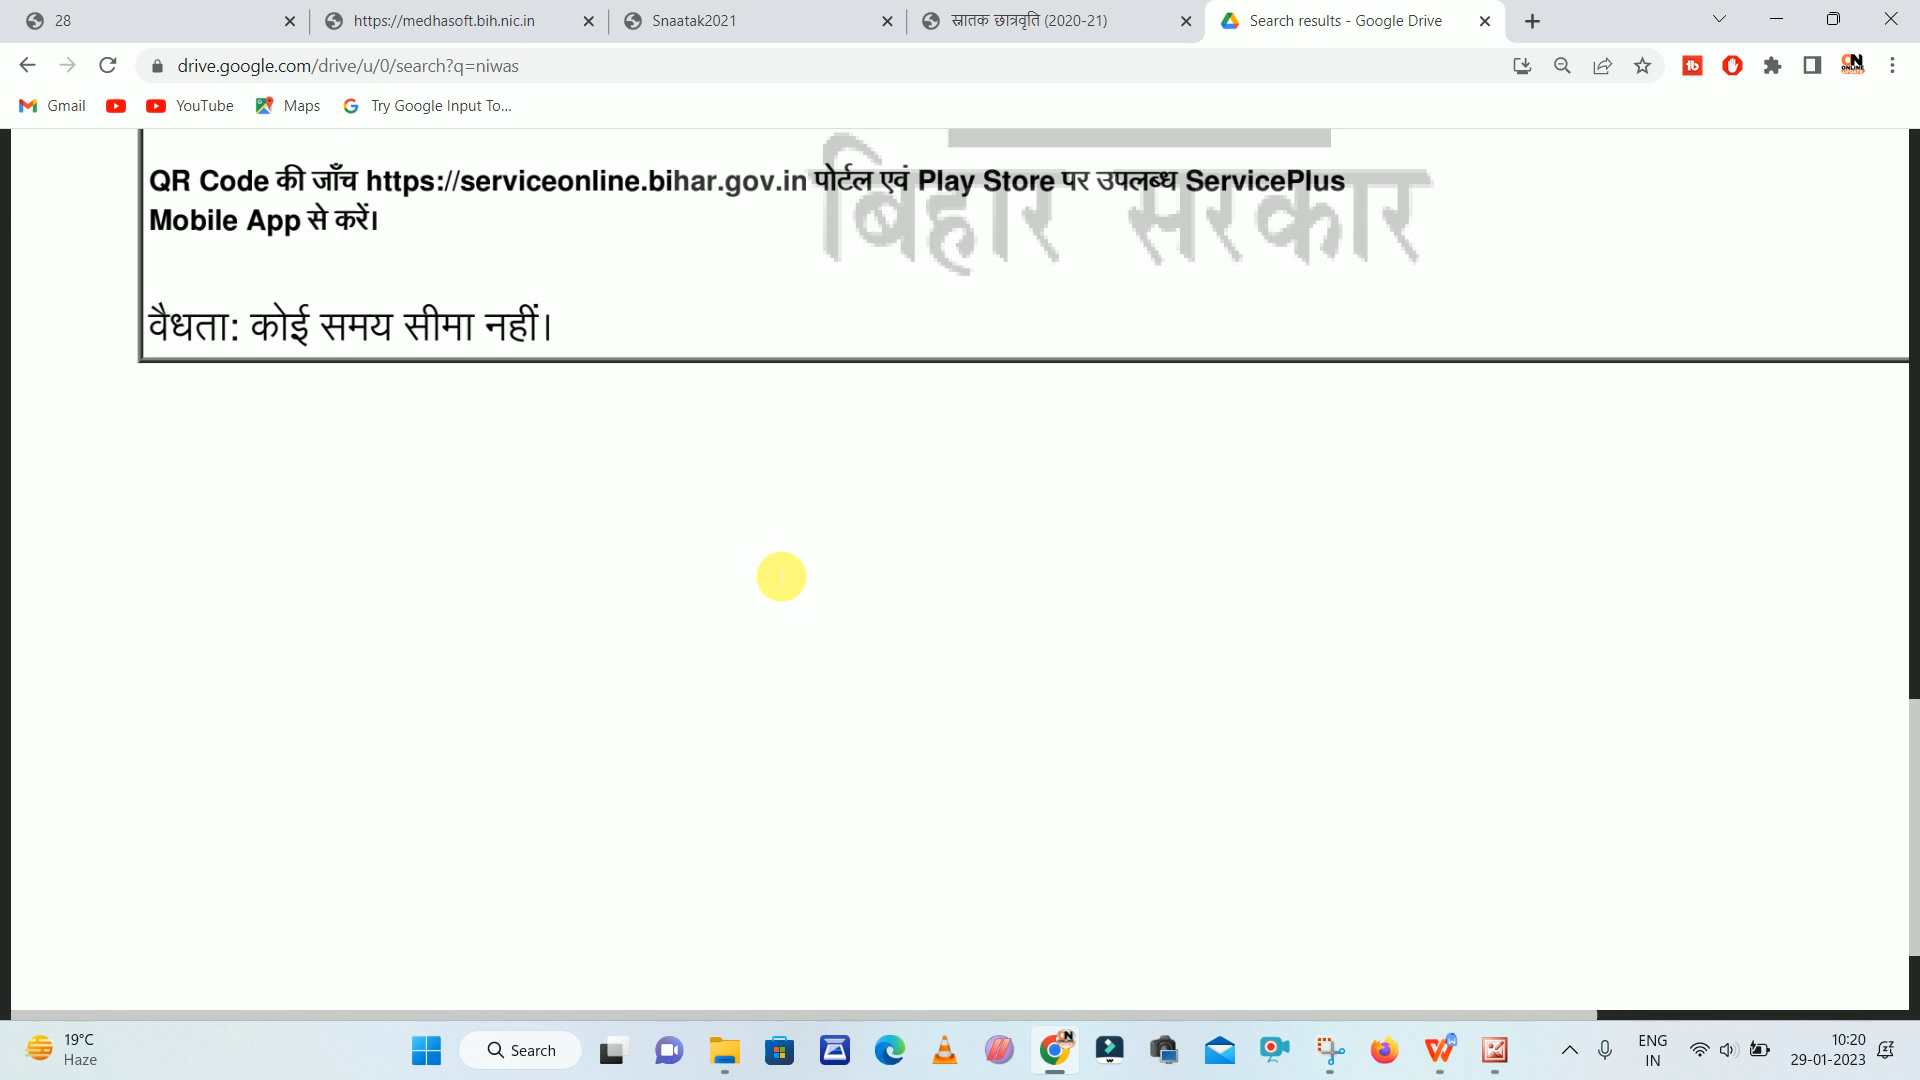 28
https://medhasoft.bih.nic.in
Snaatak2021
स्नातक छात्रवृति (2020-21)
Search results - Google Drive
drive.google.com/drive/u/0/search?q=niwas
Gmail
YouTube
Maps
Try Google Input To...
QR Code की जाँच https://serviceonline.bihar.gov.in पोर्टल एवं Play Store पर उपलब्ध ServicePlus
Mobile App से करें।
बिहार सरकार
वैधता: कोई समय सीमा नहीं।
19°C
Haze
Search
ENG
IN
10:20
29-01-2023